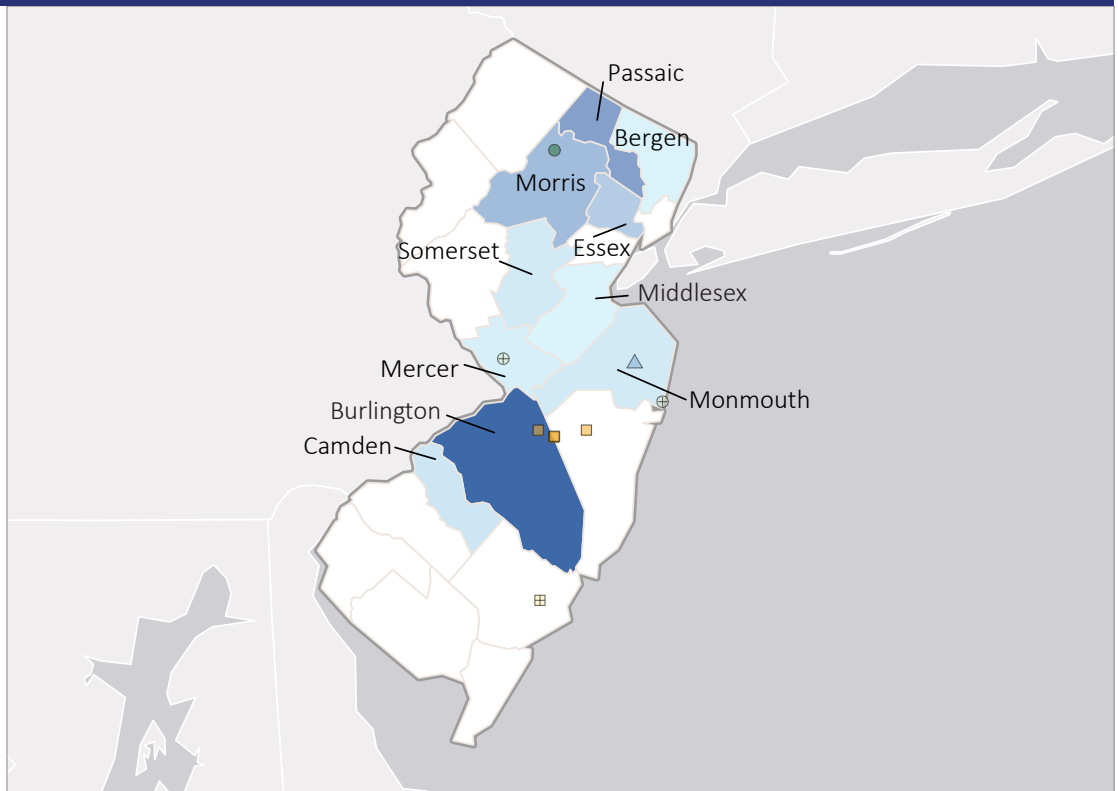 Passaic
Bergen
Morris
Essex
Somerset
Middlesex
Mercer
Monmouth
Burlington
Camden